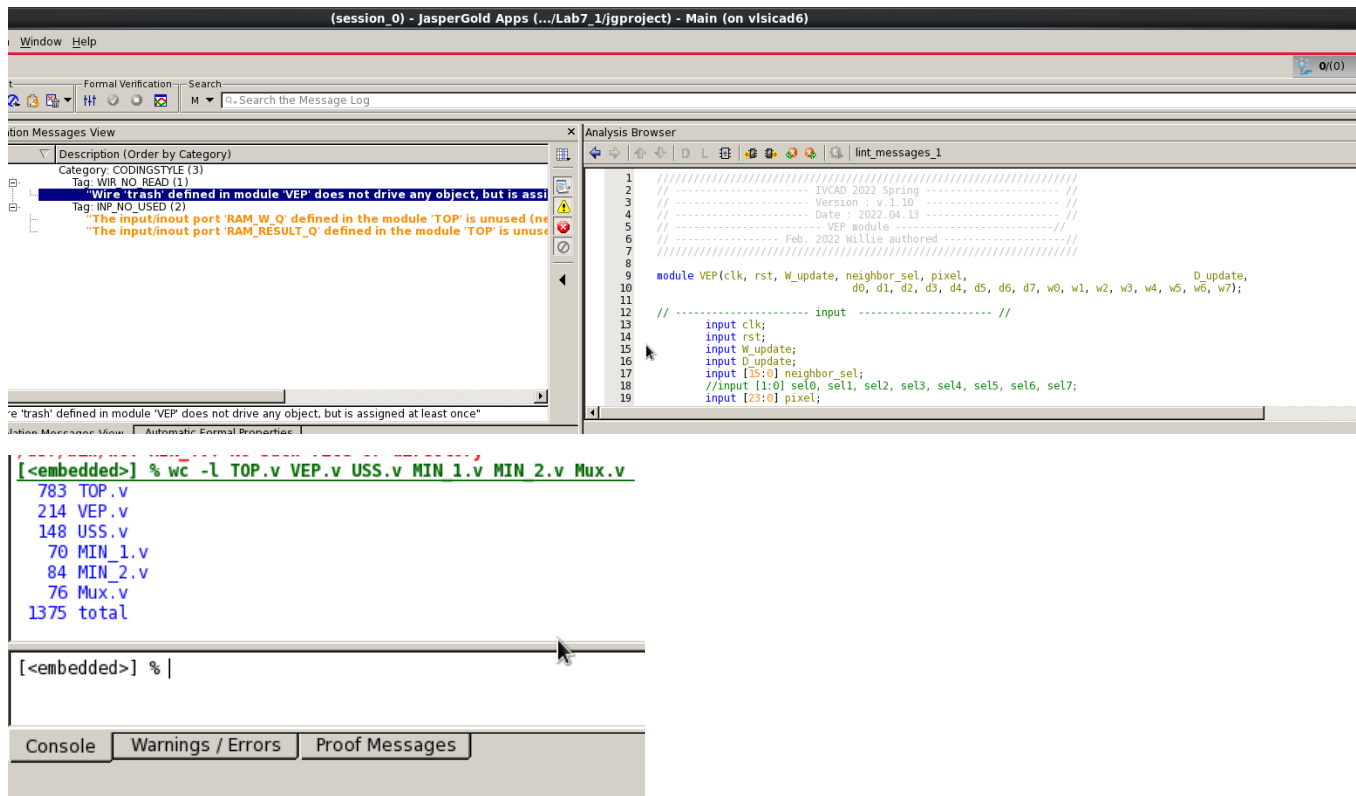 (session_0) - JasperGold Apps (.../Lab7_1/jgproject) - Main (on vlsicad6)
Window Help
0/(0)
t Formal Verification Search
M Search the Message Log
ation Messages View
Description (Order by Category)
Category: CODINGSTYLE (3)
Tag: WIR_NO_READ (1)
"Wire 'trash' defined in module 'VEP' does not drive any object, but is assi
Tag: INP_NO_USED (2)
"The input/inout port 'RAM_W_Q' defined in the module 'TOP' is unused (ne
"The input/inout port 'RAM_RESULT_Q' defined in the module 'TOP' is unuse
re 'trash' defined in module 'VEP' does not drive any object, but is assigned at least once"
lation Messages View Automatic Formal Properties
Analysis Browser
D L lint_messages_1
1 ////////////////////////////////////////////////////////////////////
2 // ----------------------- IVCAD 2022 Spring ---------------------- //
3 // ----------------------- Version : v.1.10 ---------------------- //
4 // ----------------------- Date : 2022.04.13 ---------------------- //
5 // ------------------------ VEP module --------------------------//
6 // ----------------- Feb. 2022 Willie authored --------------------//
7 ////////////////////////////////////////////////////////////////////
8
9 module VEP(clk, rst, W_update, neighbor_sel, pixel, D_update,
10 d0, d1, d2, d3, d4, d5, d6, d7, w0, w1, w2, w3, w4, w5, w6, w7);
11
12 // ---------------------- input ---------------------- //
13 input clk;
14 input rst;
15 input W_update;
16 input D_update;
17 input [15:0] neighbor_sel;
18 //input [1:0] sel0, sel1, sel2, sel3, sel4, sel5, sel6, sel7;
19 input [23:0] pixel;
[<embedded>] % wc -l TOP.v VEP.v USS.v MIN_1.v MIN_2.v Mux.v
783 TOP.v
214 VEP.v
148 USS.v
70 MIN_1.v
84 MIN_2.v
76 Mux.v
1375 total
[<embedded>] %
Console Warnings / Errors Proof Messages